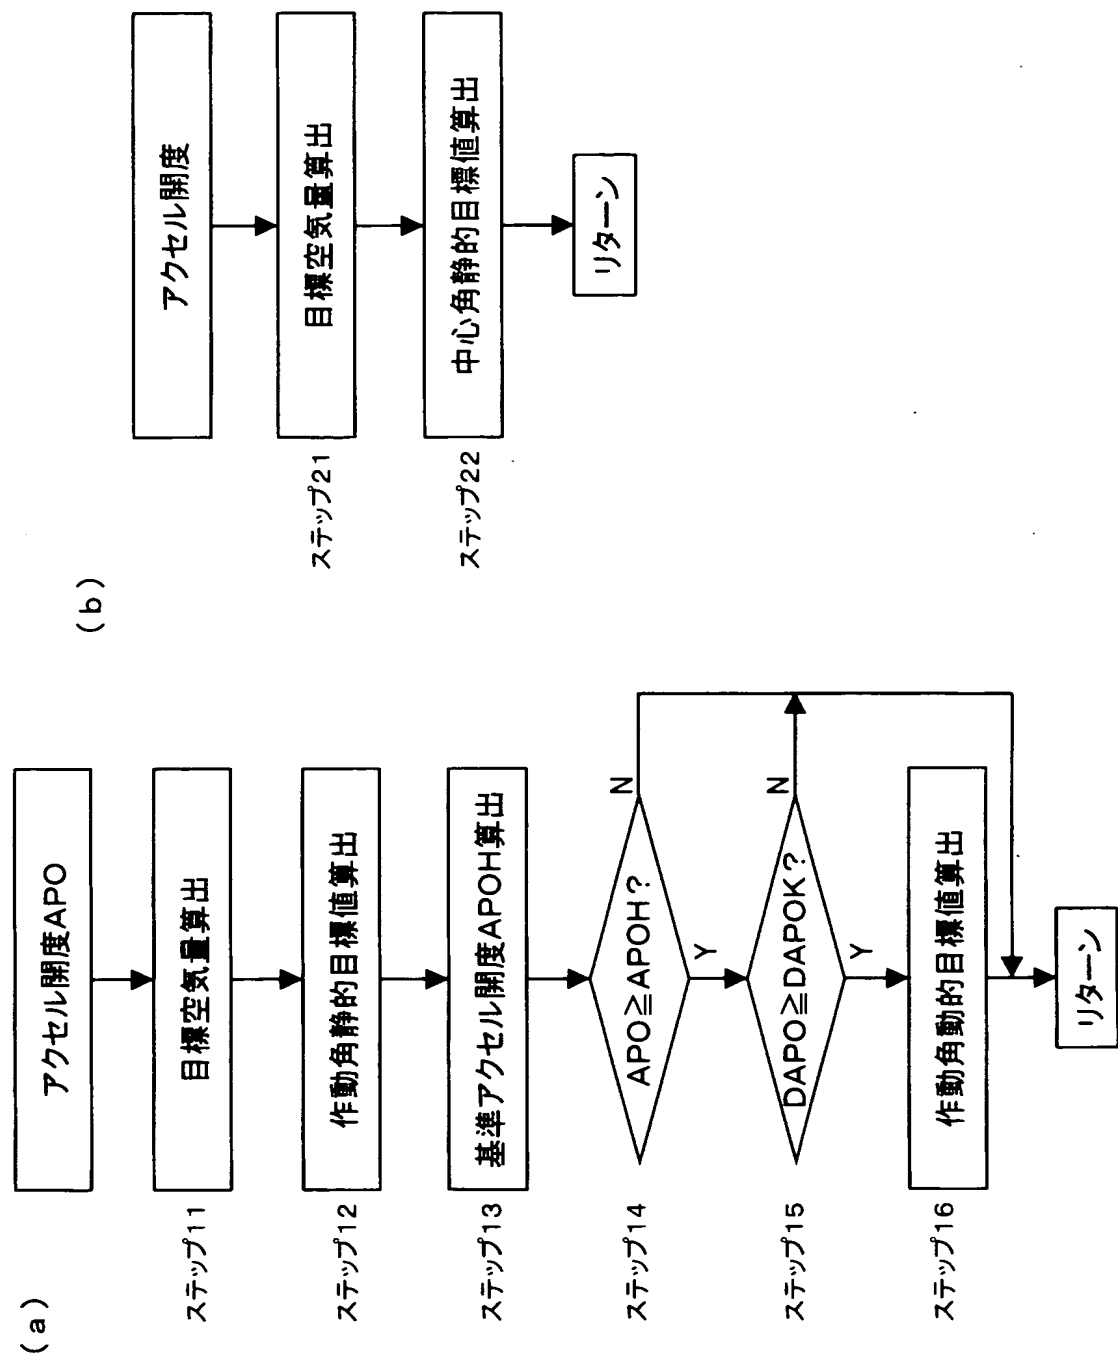 (a)
アクセル開度APO
ステップ11
目標空気量算出
ステップ12
作動角静的目標値算出
ステップ13
基準アクセル開度APOH算出
ステップ14
APO≧APOH?
N
Y
ステップ15
DAPO≧DAPOK?
N
Y
ステップ16
作動角動的目標値算出
リターン
(b)
アクセル開度
ステップ21
目標空気量算出
ステップ22
中心角静的目標値算出
リターン